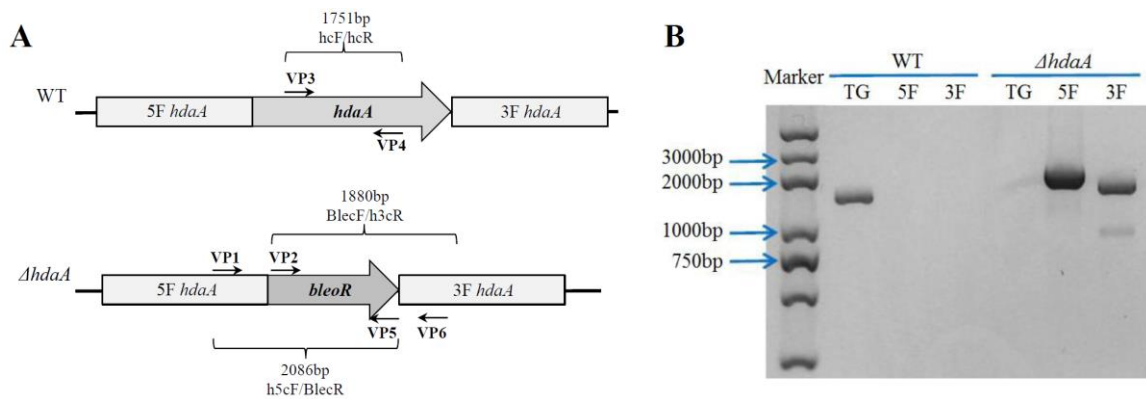 A
1751bp
hcF/hcR
VP3
WT
5F hdaA
hdaA
3F hdaA
VP4
1880bp
BlecF/h3cR
VP1
VP2
ΔhdaA
5F hdaA
bleoR
3F hdaA
VP5
VP6
2086bp
h5cF/BlecR
B
WT
ΔhdaA
Marker
TG 5F 3F TG 5F 3F
3000bp
2000bp
1000bp
750bp